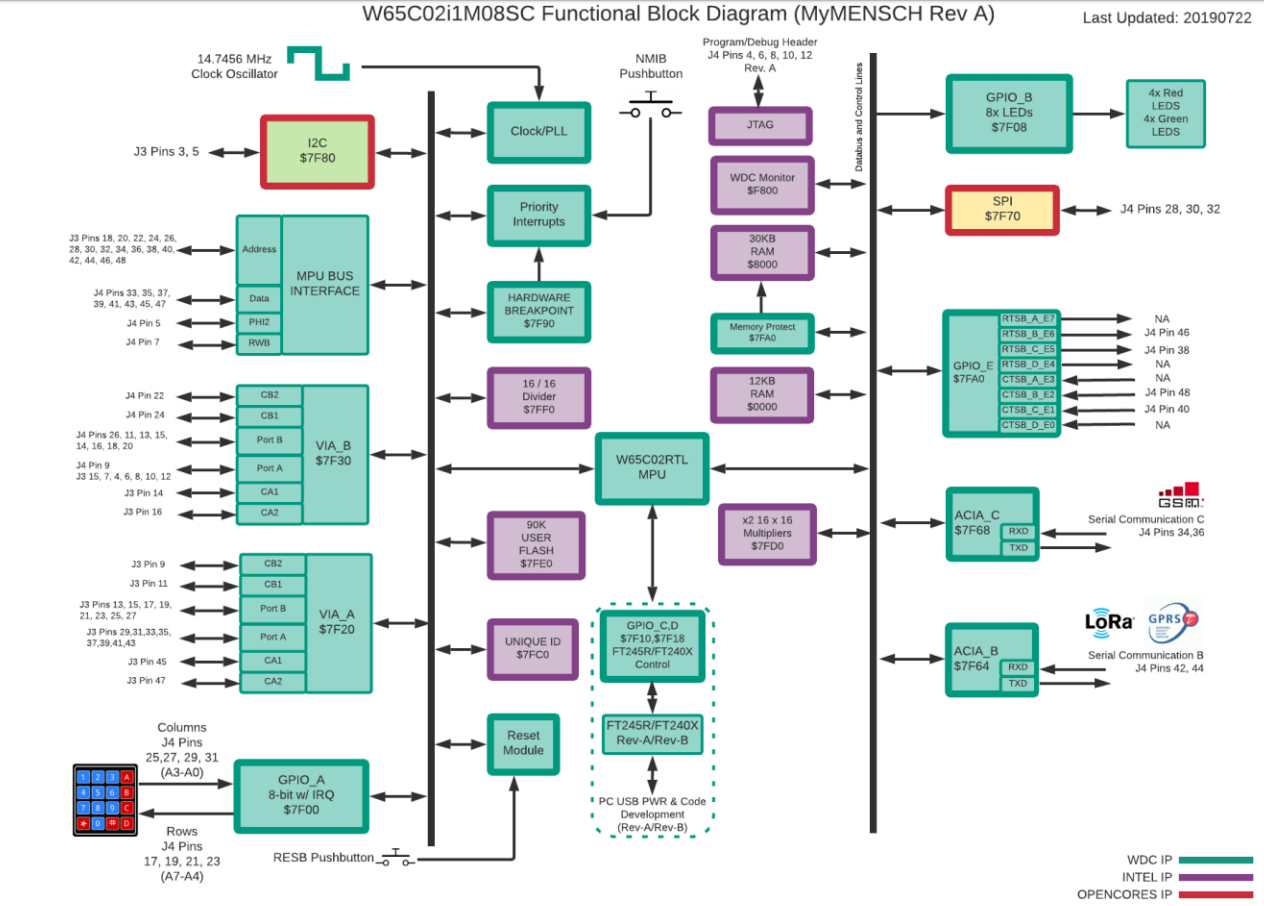 W65C02i1M08SC Functional Block Diagram (MyMENSCH Rev A)
Last Updated: 20190722
14.7456 MHz
Clock Oscillator
NMIB
Pushbutton
Program/Debug Header
J4 Pins 4, 6, 8, 10, 12
Rev. A
Databus and Control Lines
J3 Pins 3, 5
I2C
$7F80
Clock/PLL
JTAG
GPIO_B
8x LEDs
$7F08
4x Red
LEDS
4x Green
LEDS
Priority
Interrupts
WDC Monitor
$F800
SPI
$7F70
J4 Pins 28, 30, 32
J3 Pins 18, 20, 22, 24, 26,
28, 30, 32, 34, 36, 38, 40,
42, 44, 46, 48
Address
MPU BUS
INTERFACE
J4 Pins 33, 35, 37,
39, 41, 43, 45, 47
Data
J4 Pin 5
PHI2
J4 Pin 7
RWB
30KB
RAM
$8000
HARDWARE
BREAKPOINT
$7F90
Memory Protect
$7FA0
GPIO_E
$7FA0
RTSB_A_E7
NA
RTSB_B_E6
J4 Pin 46
RTSB_C_E5
J4 Pin 38
RTSB_D_E4
NA
CTSB_A_E3
NA
CTSB_B_E2
J4 Pin 48
CTSB_C_E1
J4 Pin 40
CTSB_D_E0
NA
16 / 16
Divider
$7FF0
12KB
RAM
$0000
J4 Pin 22
CB2
J4 Pin 24
CB1
J4 Pins 26, 11, 13, 15,
14, 16, 18, 20
Port B
VIA_B
$7F30
J4 Pin 9
J3 15, 7, 4, 6, 8, 10, 12
Port A
J3 Pin 14
CA1
J3 Pin 16
CA2
W65C02RTL
MPU
90K
USER
FLASH
$7FE0
x2 16 x 16
Multipliers
$7FD0
ACIA_C
$7F68
RXD
TXD
GSM
Serial Communication C
J4 Pins 34,36
J3 Pin 9
CB2
J3 Pin 11
CB1
J3 Pins 13, 15, 17, 19,
21, 23, 25, 27
Port B
VIA_A
$7F20
J3 Pins 29,31,33,35,
37,39,41,43
Port A
J3 Pin 45
CA1
J3 Pin 47
CA2
UNIQUE ID
$7FC0
GPIO_C,D
$7F10,$7F18
FT245R/FT240X
Control
LoRa
GPRS
Serial Communication B
J4 Pins 42, 44
ACIA_B
$7F64
RXD
TXD
FT245R/FT240X
Rev-A/Rev-B
PC USB PWR & Code
Development
(Rev-A/Rev-B)
Reset
Module
Columns
J4 Pins
25,27, 29, 31
(A3-A0)
1 2 3 A
4 5 6 B
7 8 9 C
* 0 # D
GPIO_A
8-bit w/ IRQ
$7F00
Rows
J4 Pins
17, 19, 21, 23
(A7-A4)
RESB Pushbutton
WDC IP
INTEL IP
OPENCORES IP